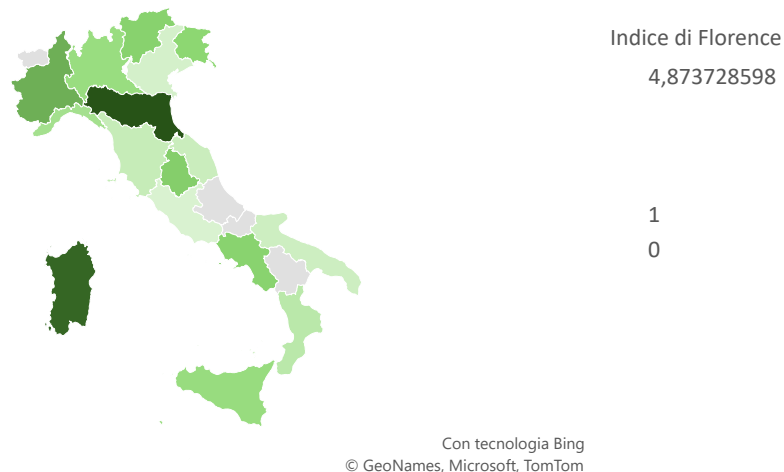 Indice di Florence
4,873728598
1
0
Con tecnologia Bing
© GeoNames, Microsoft, TomTom